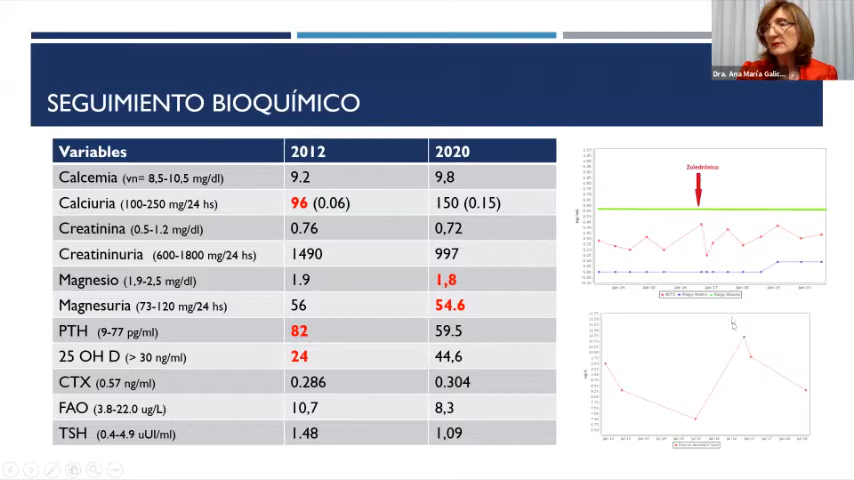 Dra. Ana María Galic...
SEGUIMIENTO BIOQUÍMICO
Variables 2012 2020
Calcemia (vn= 8,5-10,5 mg/dl) 9.2 9,8
Calciuria (100-250 mg/24 hs) 96 (0.06) 150 (0.15)
Creatinina (0.5-1.2 mg/dl) 0.76 0,72
Creatininuria (600-1800 mg/24 hs) 1490 997
Magnesio (1,9-2,5 mg/dl) 1.9 1,8
Magnesuria (73-120 mg/24 hs) 56 54.6
PTH (9-77 pg/ml) 82 59.5
25 OH D (> 30 ng/ml) 24 44,6
CTX (0.57 ng/ml) 0.286 0.304
FAO (3.8-22.0 ug/L) 10,7 8,3
TSH (0.4-4.9 uUI/ml) 1.48 1,09
Zoledrónico